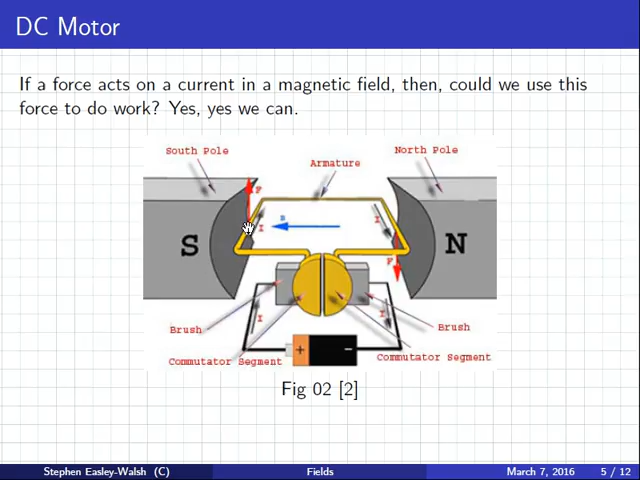 DC Motor
If a force acts on a current in a magnetic field, then, could we use this
force to do work? Yes, yes we can.
South Pole
Armature
North Pole
F
I
B
I
S
N
F
Brush
I
I
Brush
+
-
Commutator Segment
Commutator Segment
Fig 02 [2]
Stephen Easley-Walsh (C)
Fields
March 7, 2016
5 / 12